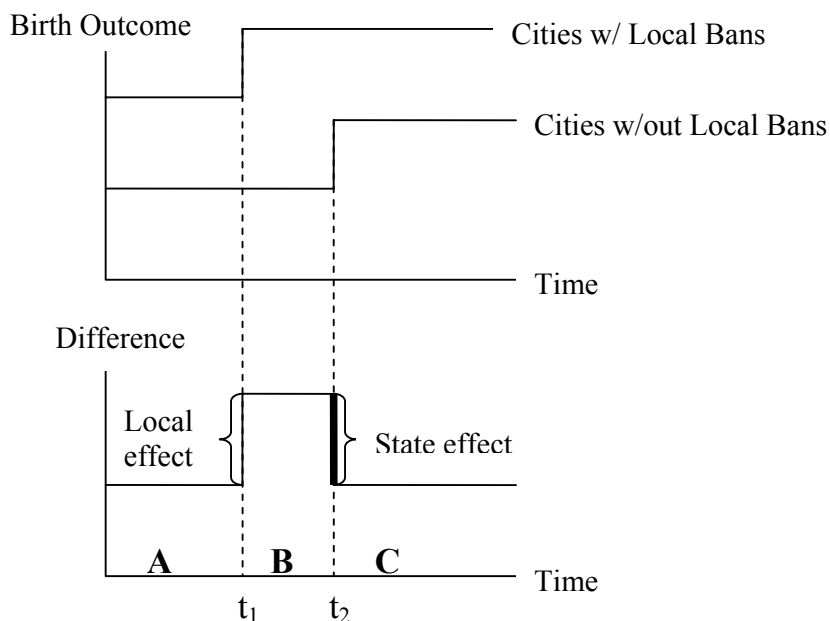 Birth Outcome
Cities w/ Local Bans
Cities w/out Local Bans
Time
Difference
Local
effect
State effect
A B C
Time
t₁ t₂